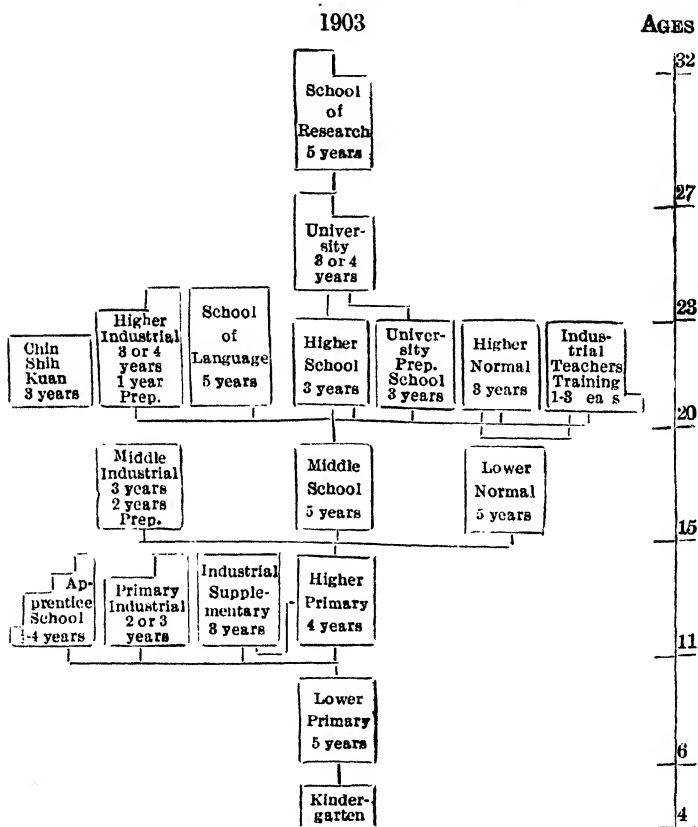 1903
AGES
32
School
of
Research
5 years
27
Univer-
sity
3 or 4
years
23
Chin
Shih
Kuan
3 years
Higher
Industrial
3 or 4
years
1 year
Prep.
School
of
Language
5 years
Higher
School
3 years
Univer-
sity
Prep.
School
3 years
Higher
Normal
3 years
Indus-
trial
Teachers
Training
1-3 ea s
20
Middle
Industrial
3 years
2 years
Prep.
Middle
School
5 years
Lower
Normal
5 years
15
Ap-
prentice
School
-4 years
Primary
Industrial
2 or 3
years
Industrial
Supple-
mentary
3 years
Higher
Primary
4 years
11
Lower
Primary
5 years
6
Kinder-
garten
4